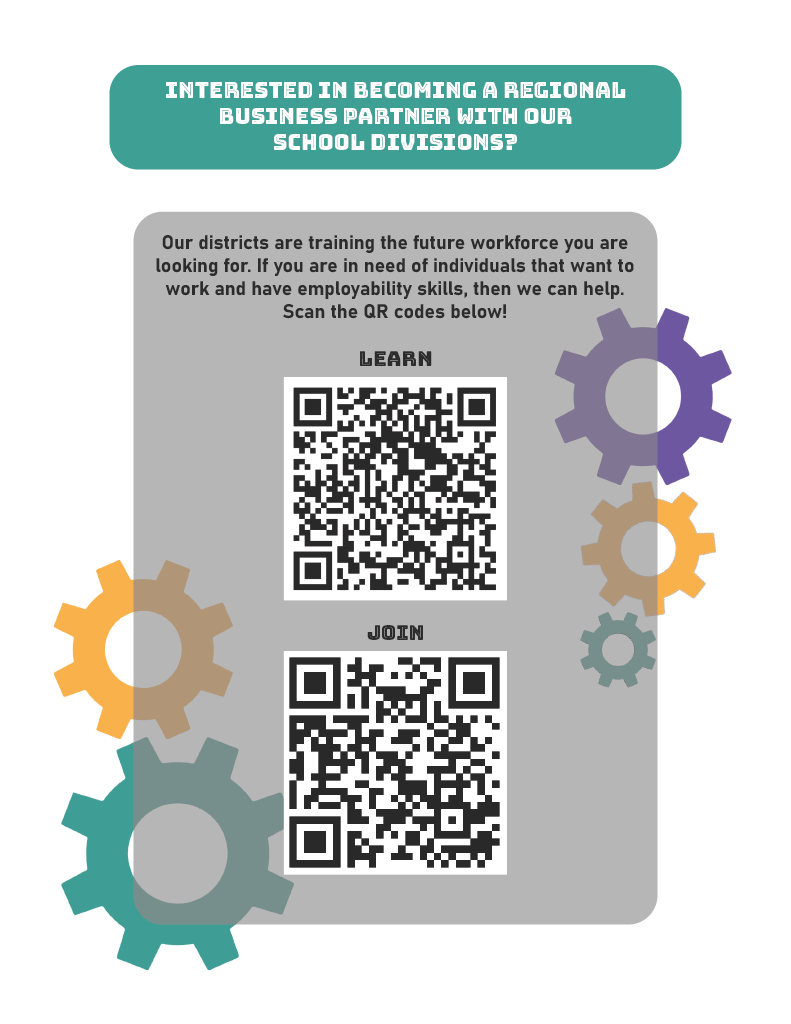 INTERESTED IN BECOMING A REGIONAL
BUSINESS PARTNER WITH OUR
SCHOOL DIVISIONS?
Our districts are training the future workforce you are
looking for. If you are in need of individuals that want to
work and have employability skills, then we can help.
Scan the QR codes below!
LEARN
JOIN